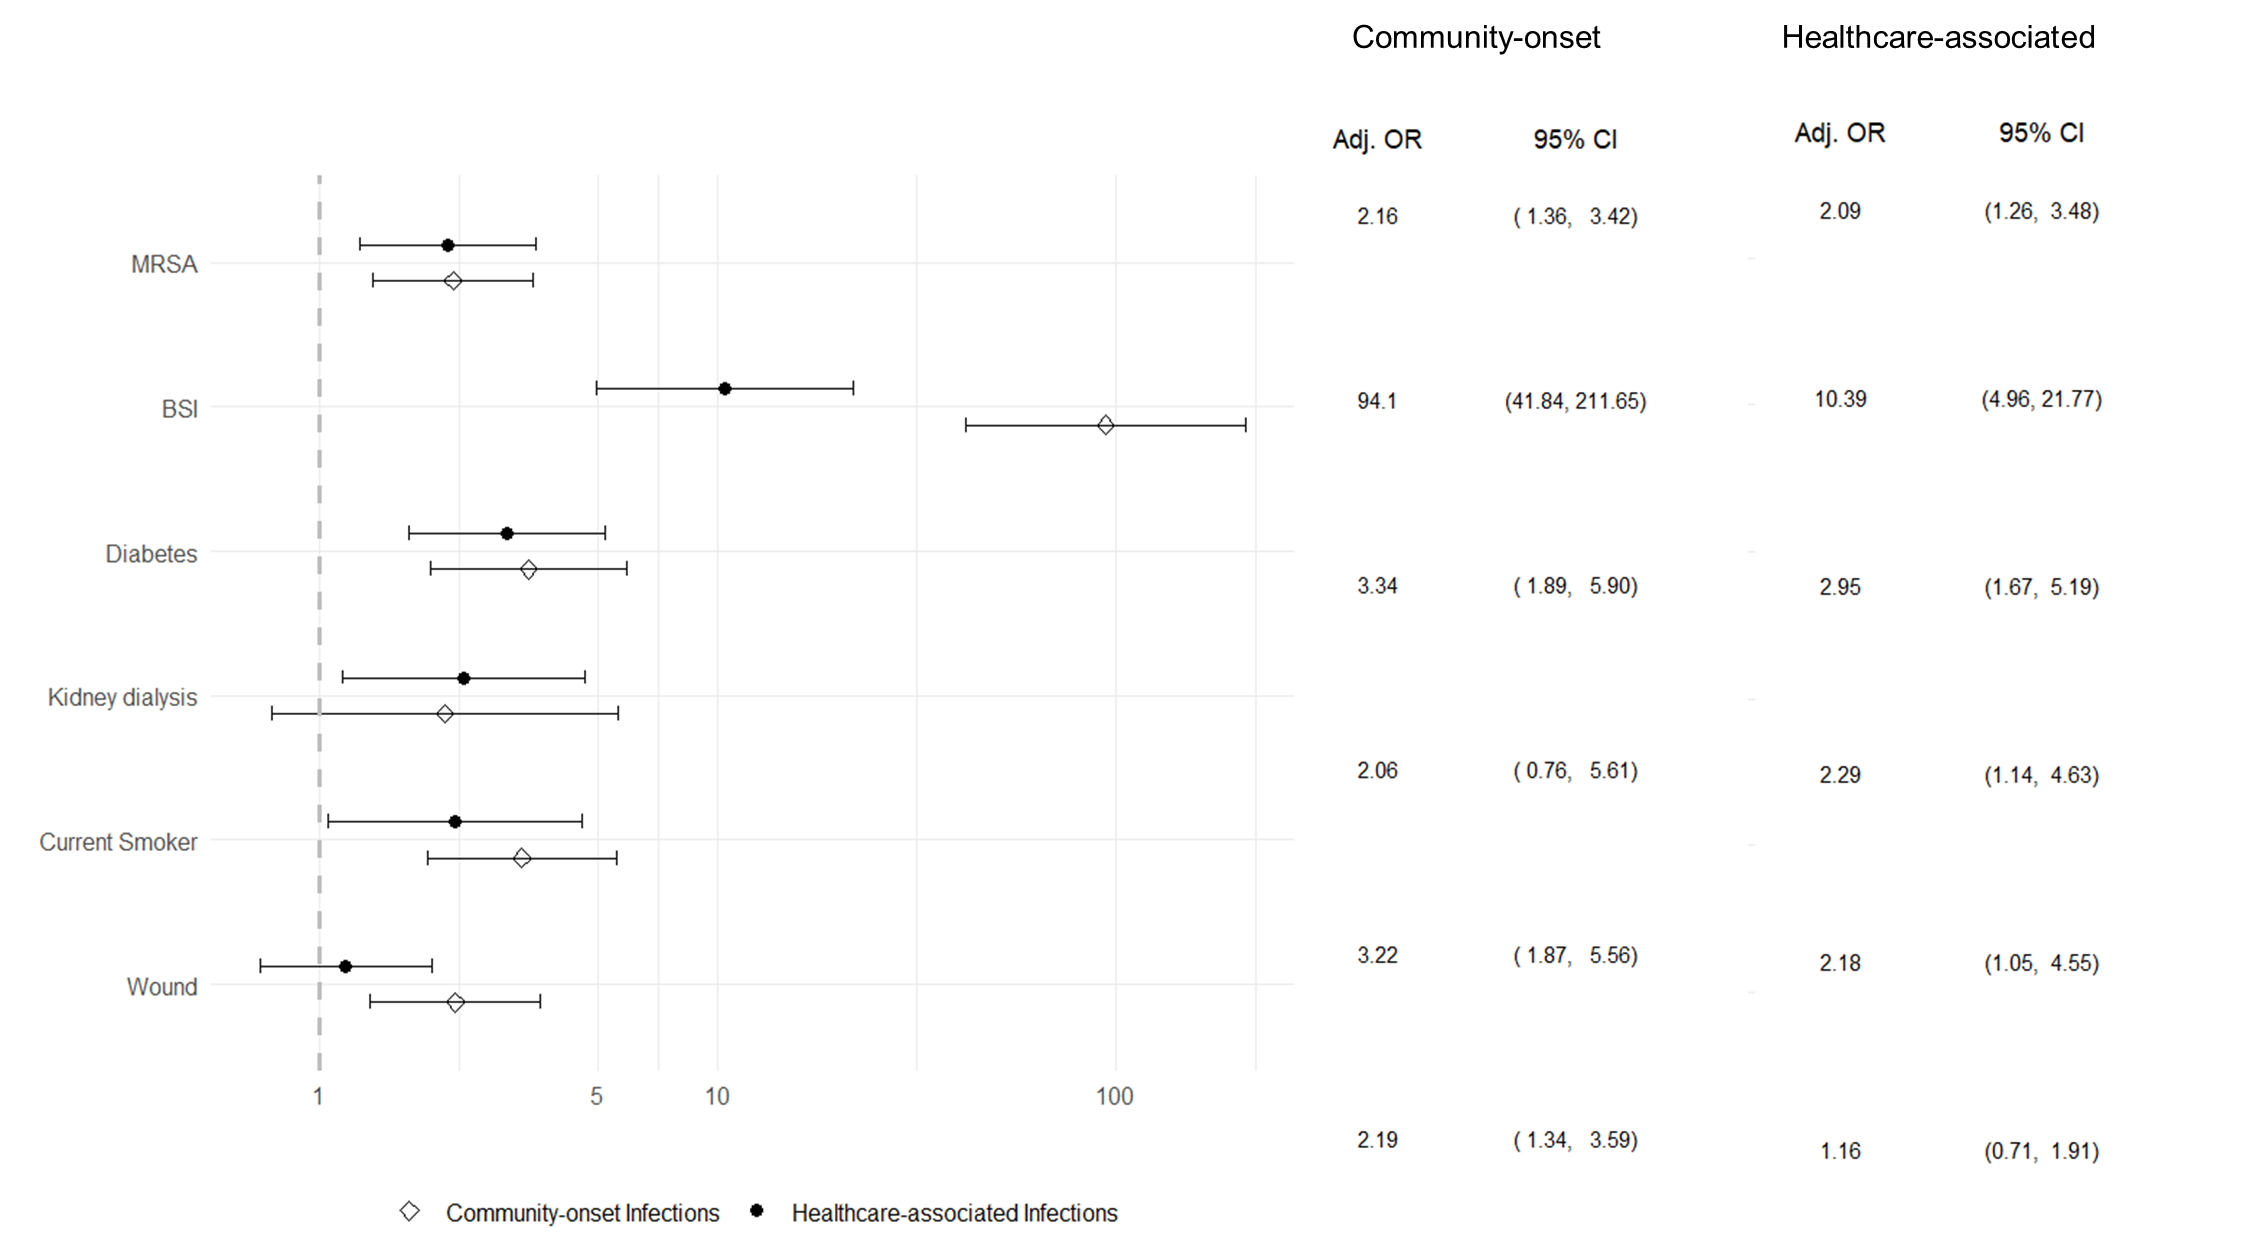 Community-onset Healthcare-associated
Adj. OR 95% CI Adj. OR 95% CI
2.16 ( 1.36, 3.42) 2.09 (1.26, 3.48)
MRSA
94.1 (41.84, 211.65) 10.39 (4.96, 21.77)
BSI
Diabetes
3.34 ( 1.89, 5.90) 2.95 (1.67, 5.19)
Kidney dialysis
2.06 ( 0.76, 5.61) 2.29 (1.14, 4.63)
Current Smoker
3.22 ( 1.87, 5.56) 2.18 (1.05, 4.55)
Wound
1 5 10 100
2.19 ( 1.34, 3.59) 1.16 (0.71, 1.91)
Community-onset Infections Healthcare-associated Infections